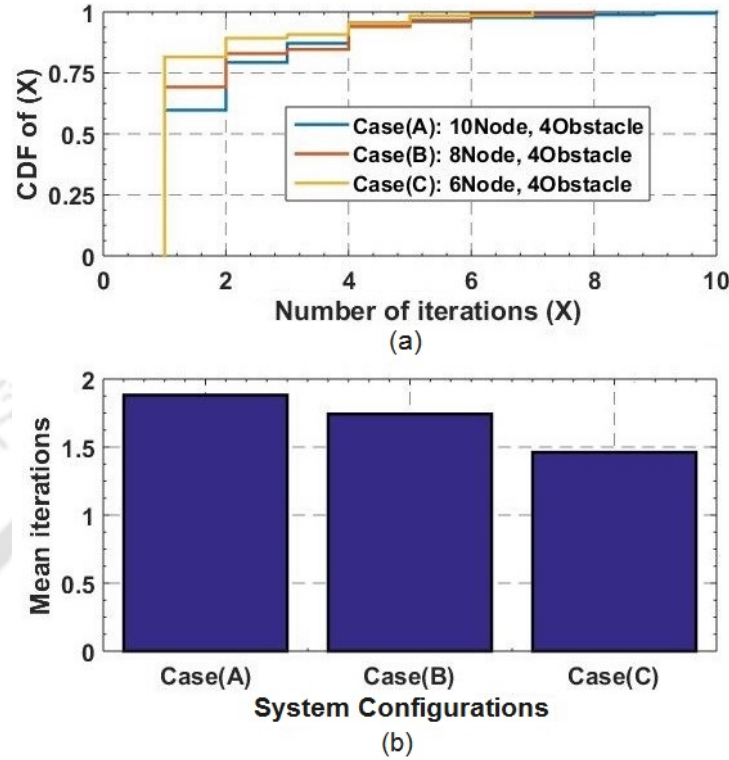 1
0.75
0.5
0.25
0
CDF of (X)
Case(A): 10Node, 4Obstacle
Case(B): 8Node, 4Obstacle
Case(C): 6Node, 4Obstacle
0 2 4 6 8 10
Number of iterations (X)
(a)
2
1.5
1
0.5
0
Mean iterations
Case(A) Case(B) Case(C)
System Configurations
(b)